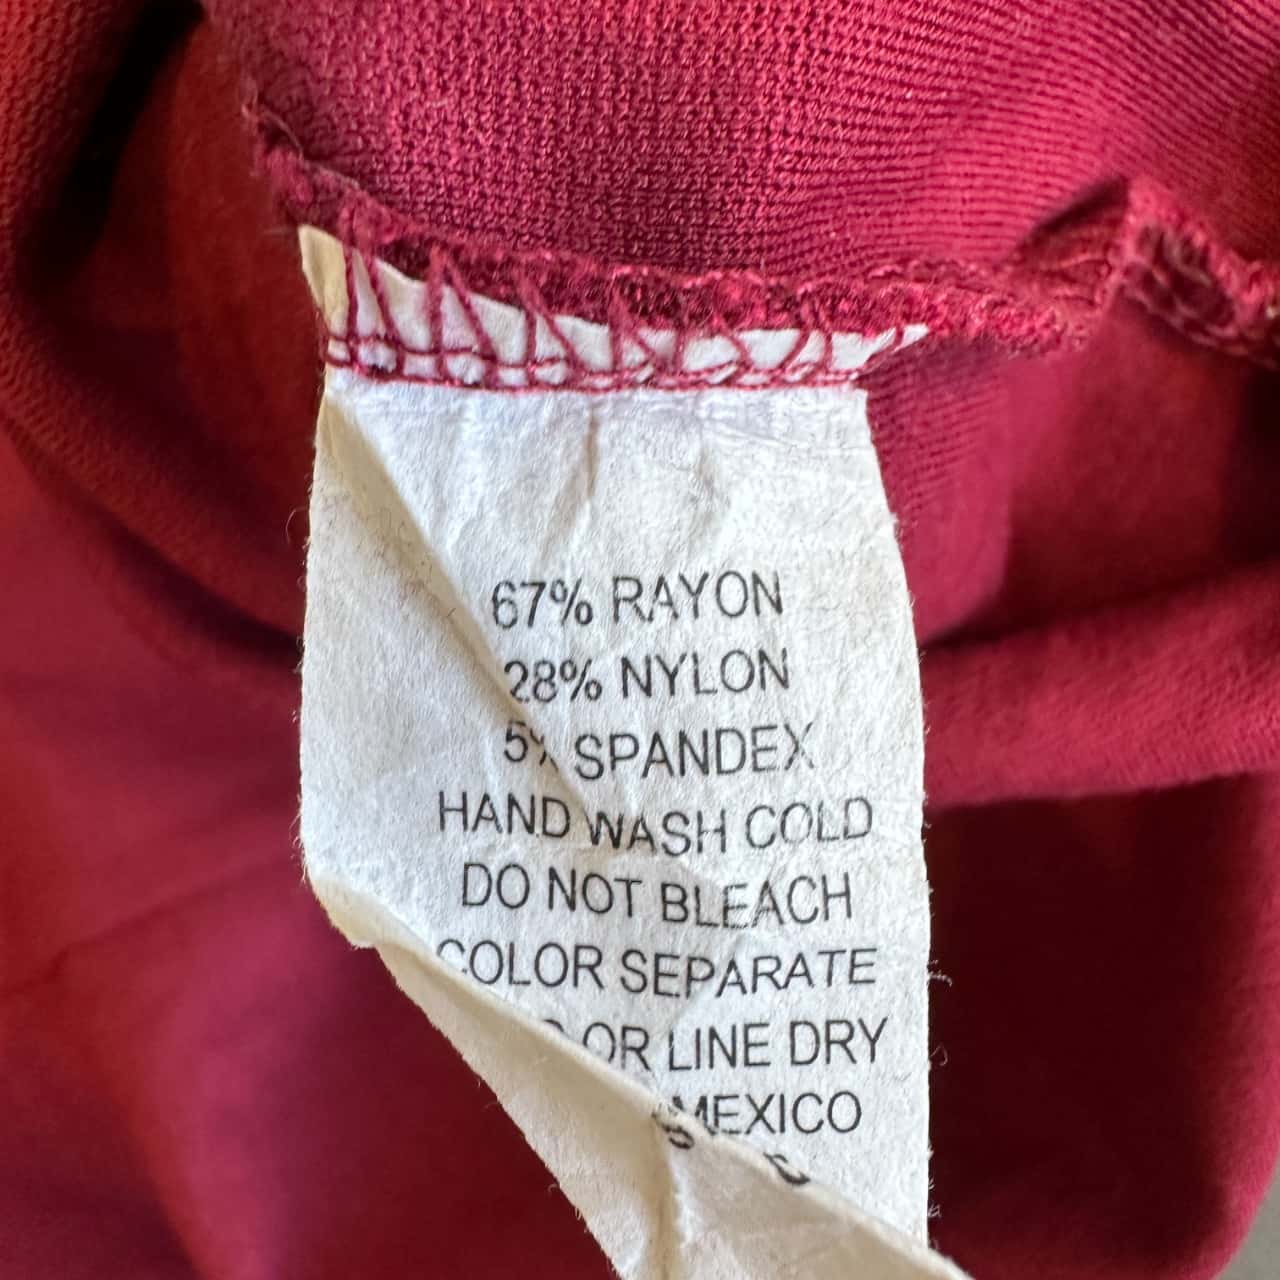 67% RAYON
28% NYLON
5% SPANDEX
HAND WASH COLD
DO NOT BLEACH
COLOR SEPARATE
OR LINE DRY
MEXICO